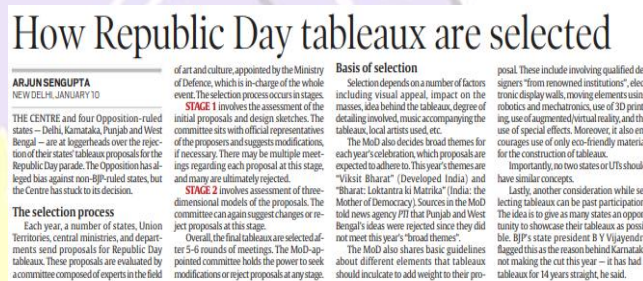 How Republic Day tableaux are selected
ARJUN SENGUPTA
NEW DELHI, JANUARY 10
THE CENTRE and four Opposition-ruled
states — Delhi, Karnataka, Punjab and West
Bengal — are at loggerheads over the rejec-
tion of their states' tableaux proposals for the
Republic Day parade. The Opposition has al-
leged bias against non-BJP-ruled states, but
the Centre has stuck to its decision.
The selection process
Each year, a number of states, Union
Territories, central ministries, and depart-
ments send proposals for Republic Day
tableaux. These proposals are evaluated by
a committee composed of experts in the field
of art and culture, appointed by the Ministry
of Defence, which is in-charge of the whole
event. The selection process occurs in stages.
STAGE 1 involves the assessment of the
initial proposals and design sketches. The
committee sits with official representatives
of the proposers and suggests modifications,
if necessary. There may be multiple meet-
ings regarding each proposal at this stage,
and many are ultimately rejected.
STAGE 2 involves assessment of three-
dimensional models of the proposals. The
committee can again suggest changes or re-
ject proposals at this stage.
Overall, the final tableaux are selected af-
ter 5-6 rounds of meetings. The MoD-ap-
pointed committee holds the power to seek
modifications or reject proposals at any stage.
Basis of selection
Selection depends on a number of factors
including visual appeal, impact on the
masses, idea behind the tableaux, degree of
detailing involved, music accompanying the
tableaux, local artists used, etc.
The MoD also decides broad themes for
each year's celebration, which proposals are
expected to adhere to. This year's themes are
"Viksit Bharat" (Developed India) and
"Bharat: Loktantra ki Matrika" (India: the
Mother of Democracy). Sources in the MoD
told news agency PTI that Punjab and West
Bengal's ideas were rejected since they did
not meet this year's "broad themes".
The MoD also shares basic guidelines
about different elements that tableaux
should inculcate to add weight to their pro-
posal. These include involving qualified de
signers "from renowned institutions", elec
tronic display walls, moving elements usin
robotics and mechatronics, use of 3D print
ing, use of augmented/virtual reality, and th
use of special effects. Moreover, it also en
courages use of only eco-friendly materia
for the construction of tableaux.
Importantly, no two states or UTs shoul
have similar concepts.
Lastly, another consideration while se
lecting tableaux can be past participation
The idea is to give as many states an oppor
tunity to showcase their tableaux as possi
ble. BJP's state president B Y Vijayendr
flagged this as the reason behind Karnatak
not making the cut this year — it has had
tableaux for 14 years straight, he said.